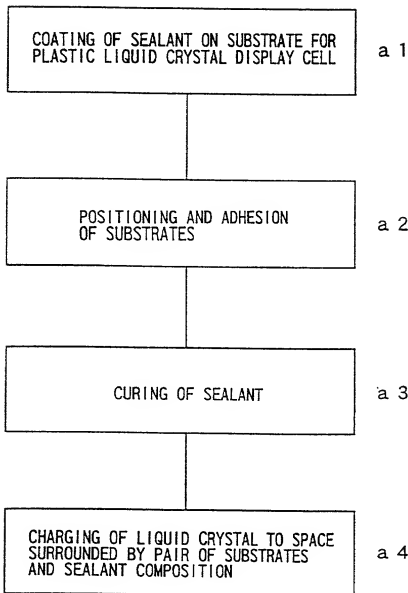 COATING OF SEALANT ON SUBSTRATE FOR
PLASTIC LIQUID CRYSTAL DISPLAY CELL
a 1
POSITIONING AND ADHESION
OF SUBSTRATES
a 2
CURING OF SEALANT
a 3
CHARGING OF LIQUID CRYSTAL TO SPACE
SURROUNDED BY PAIR OF SUBSTRATES
AND SEALANT COMPOSITION
a 4